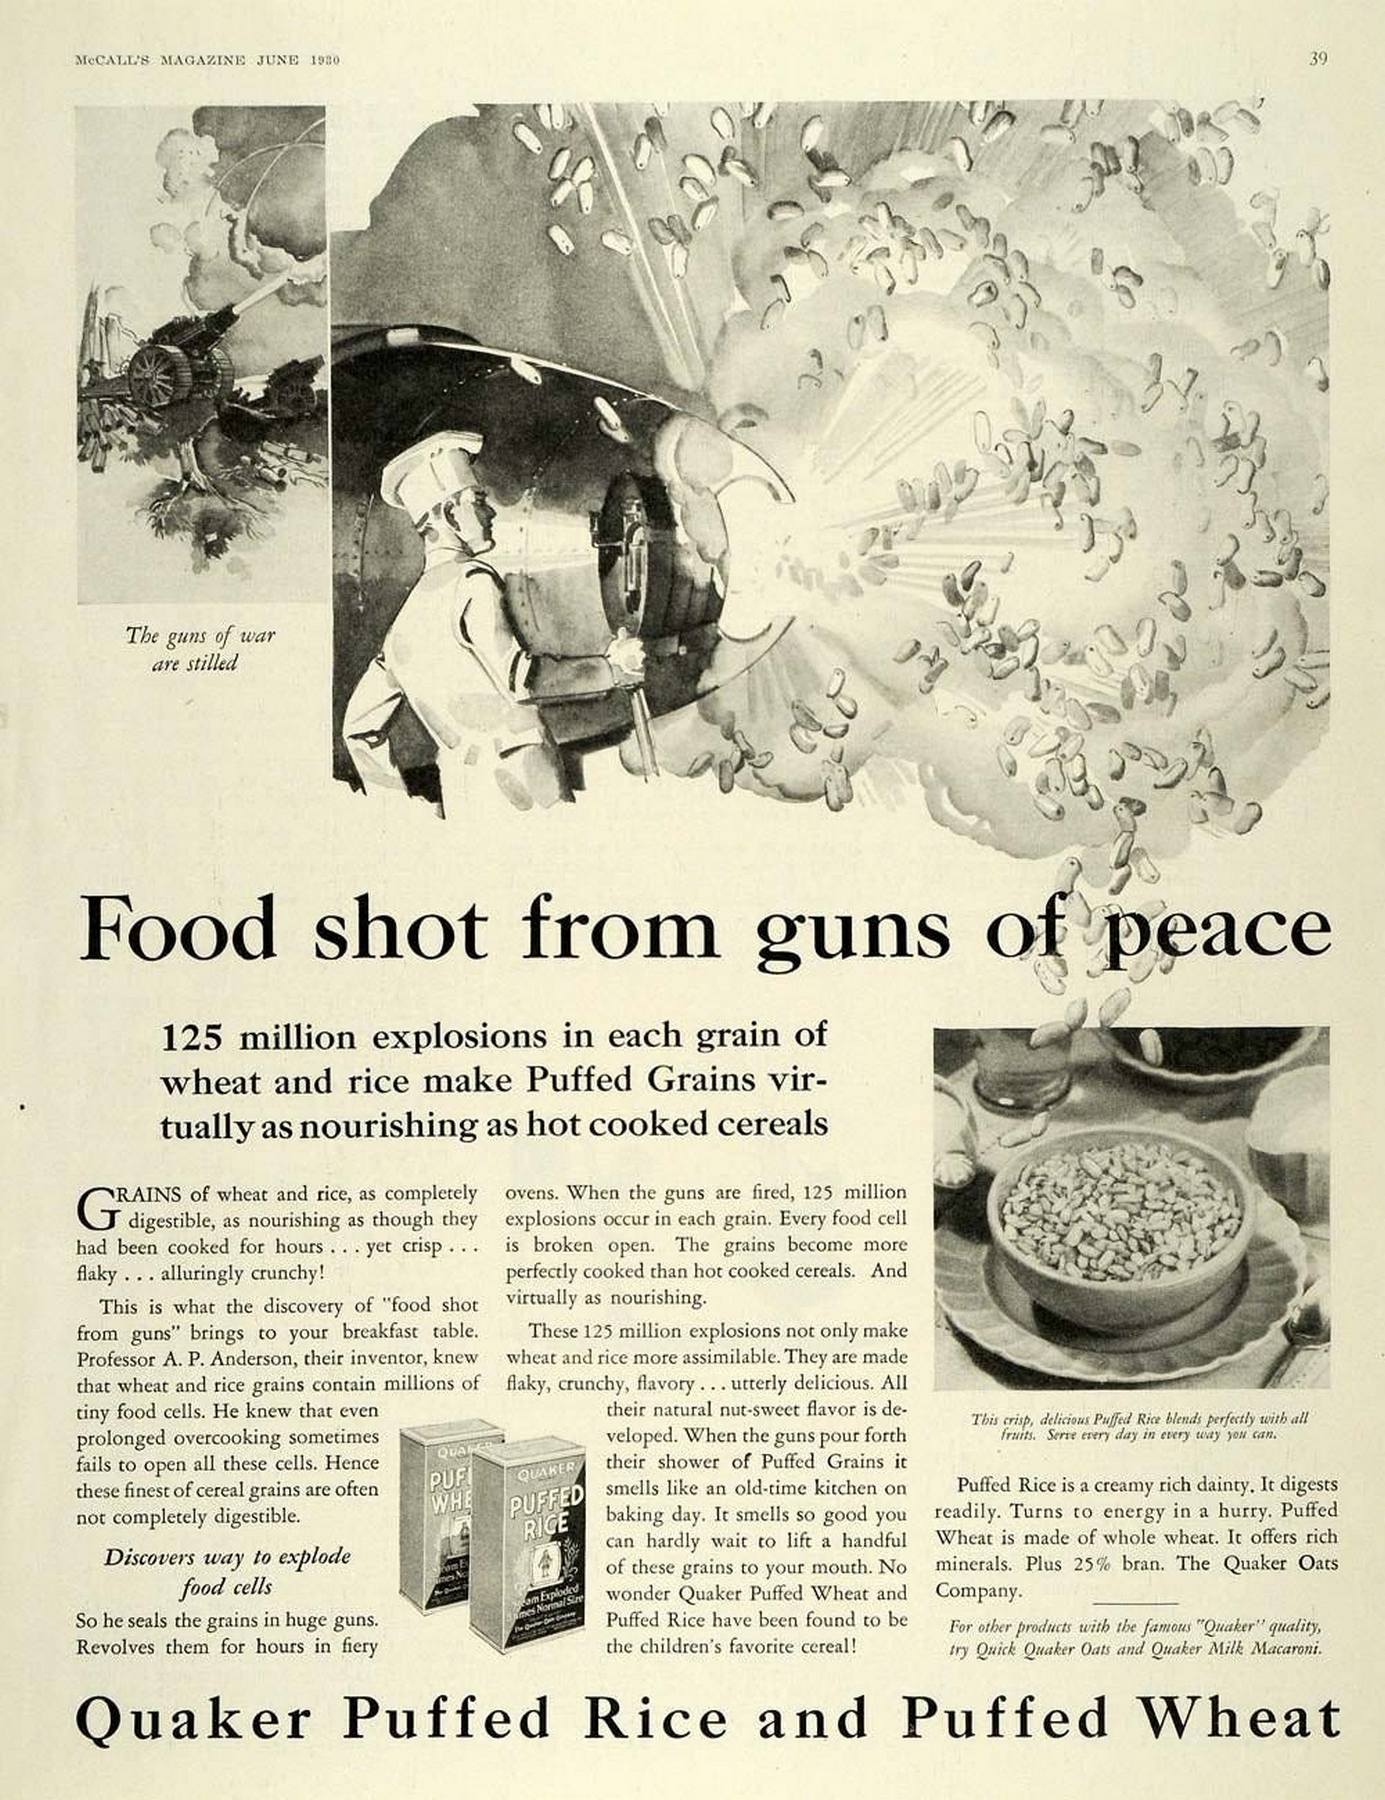 McCALL'S MAGAZINE JUNE 1930
39
The guns of war
are stilled
Food shot from guns of peace
125 million explosions in each grain of
wheat and rice make Puffed Grains vir-
tually as nourishing as hot cooked cereals
GRAINS of wheat and rice, as completely
digestible, as nourishing as though they
had been cooked for hours . . . yet crisp . . .
flaky . . . alluringly crunchy!
This is what the discovery of "food shot
from guns" brings to your breakfast table.
Professor A. P. Anderson, their inventor, knew
that wheat and rice grains contain millions of
tiny food cells. He knew that even
prolonged overcooking sometimes
fails to open all these cells. Hence
these finest of cereal grains are often
not completely digestible.
Discovers way to explode
food cells
So he seals the grains in huge guns.
Revolves them for hours in fiery
QUAKER
PUF
WHE
QUAKER
PUFFED
RICE
eam Exploded
mes Normal Size
The Quaker Oats Company
ovens. When the guns are fired, 125 million
explosions occur in each grain. Every food cell
is broken open. The grains become more
perfectly cooked than hot cooked cereals. And
virtually as nourishing.
These 125 million explosions not only make
wheat and rice more assimilable. They are made
flaky, crunchy, flavory . . . utterly delicious. All
their natural nut-sweet flavor is de-
veloped. When the guns pour forth
their shower of Puffed Grains it
smells like an old-time kitchen on
baking day. It smells so good you
can hardly wait to lift a handful
of these grains to your mouth. No
wonder Quaker Puffed Wheat and
Puffed Rice have been found to be
the children's favorite cereal!
This crisp, delicious Puffed Rice blends perfectly with all
fruits. Serve every day in every way you can.
Puffed Rice is a creamy rich dainty. It digests
readily. Turns to energy in a hurry. Puffed
Wheat is made of whole wheat. It offers rich
minerals. Plus 25% bran. The Quaker Oats
Company.
For other products with the famous "Quaker" quality,
try Quick Quaker Oats and Quaker Milk Macaroni.
Quaker Puffed Rice and Puffed Wheat